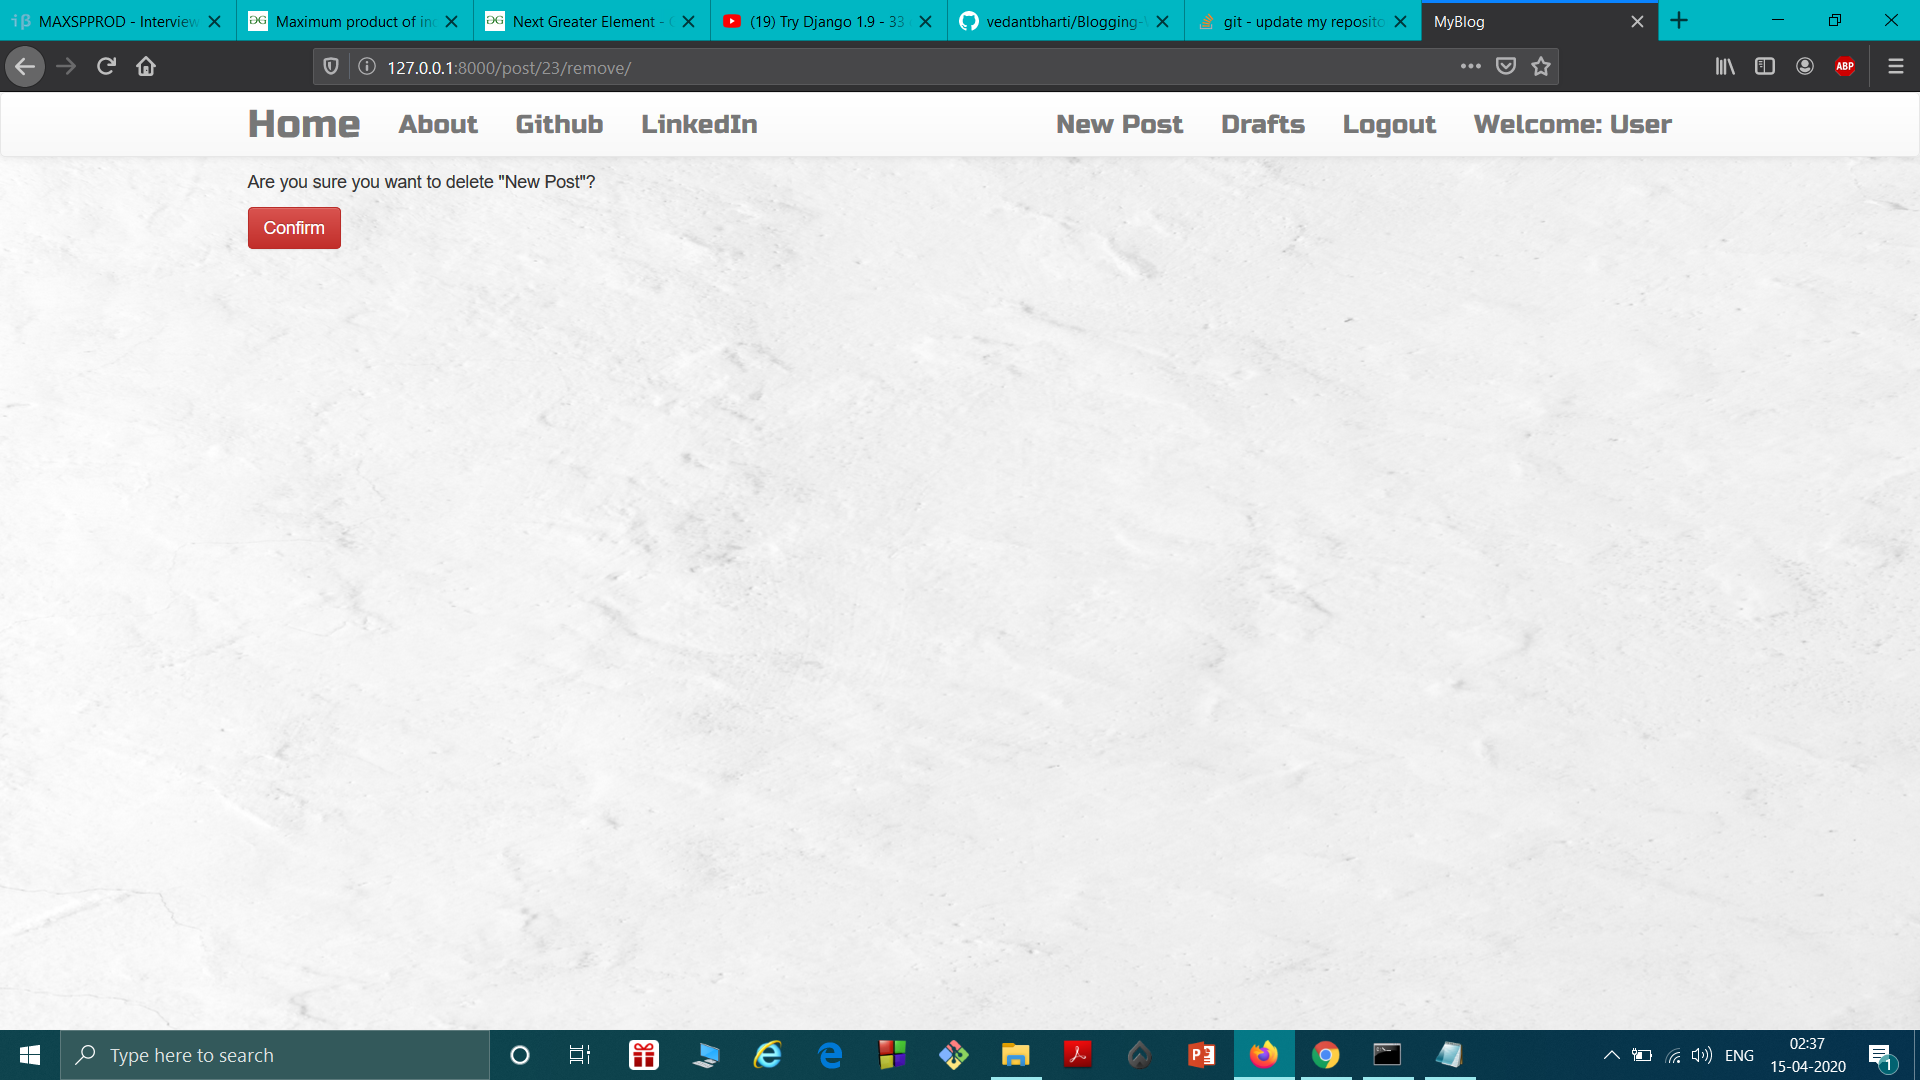 MAXSPPROD - Interview
Maximum product of in
Next Greater Element -
(19) Try Django 1.9 - 33
vedantbharti/Blogging-
git - update my reposito
MyBlog
127.0.0.1:8000/post/23/remove/
ABP
Home About Github LinkedIn New Post Drafts Logout Welcome: User
Are you sure you want to delete "New Post"?
Confirm
Type here to search
ENG
02:37
15-04-2020
1